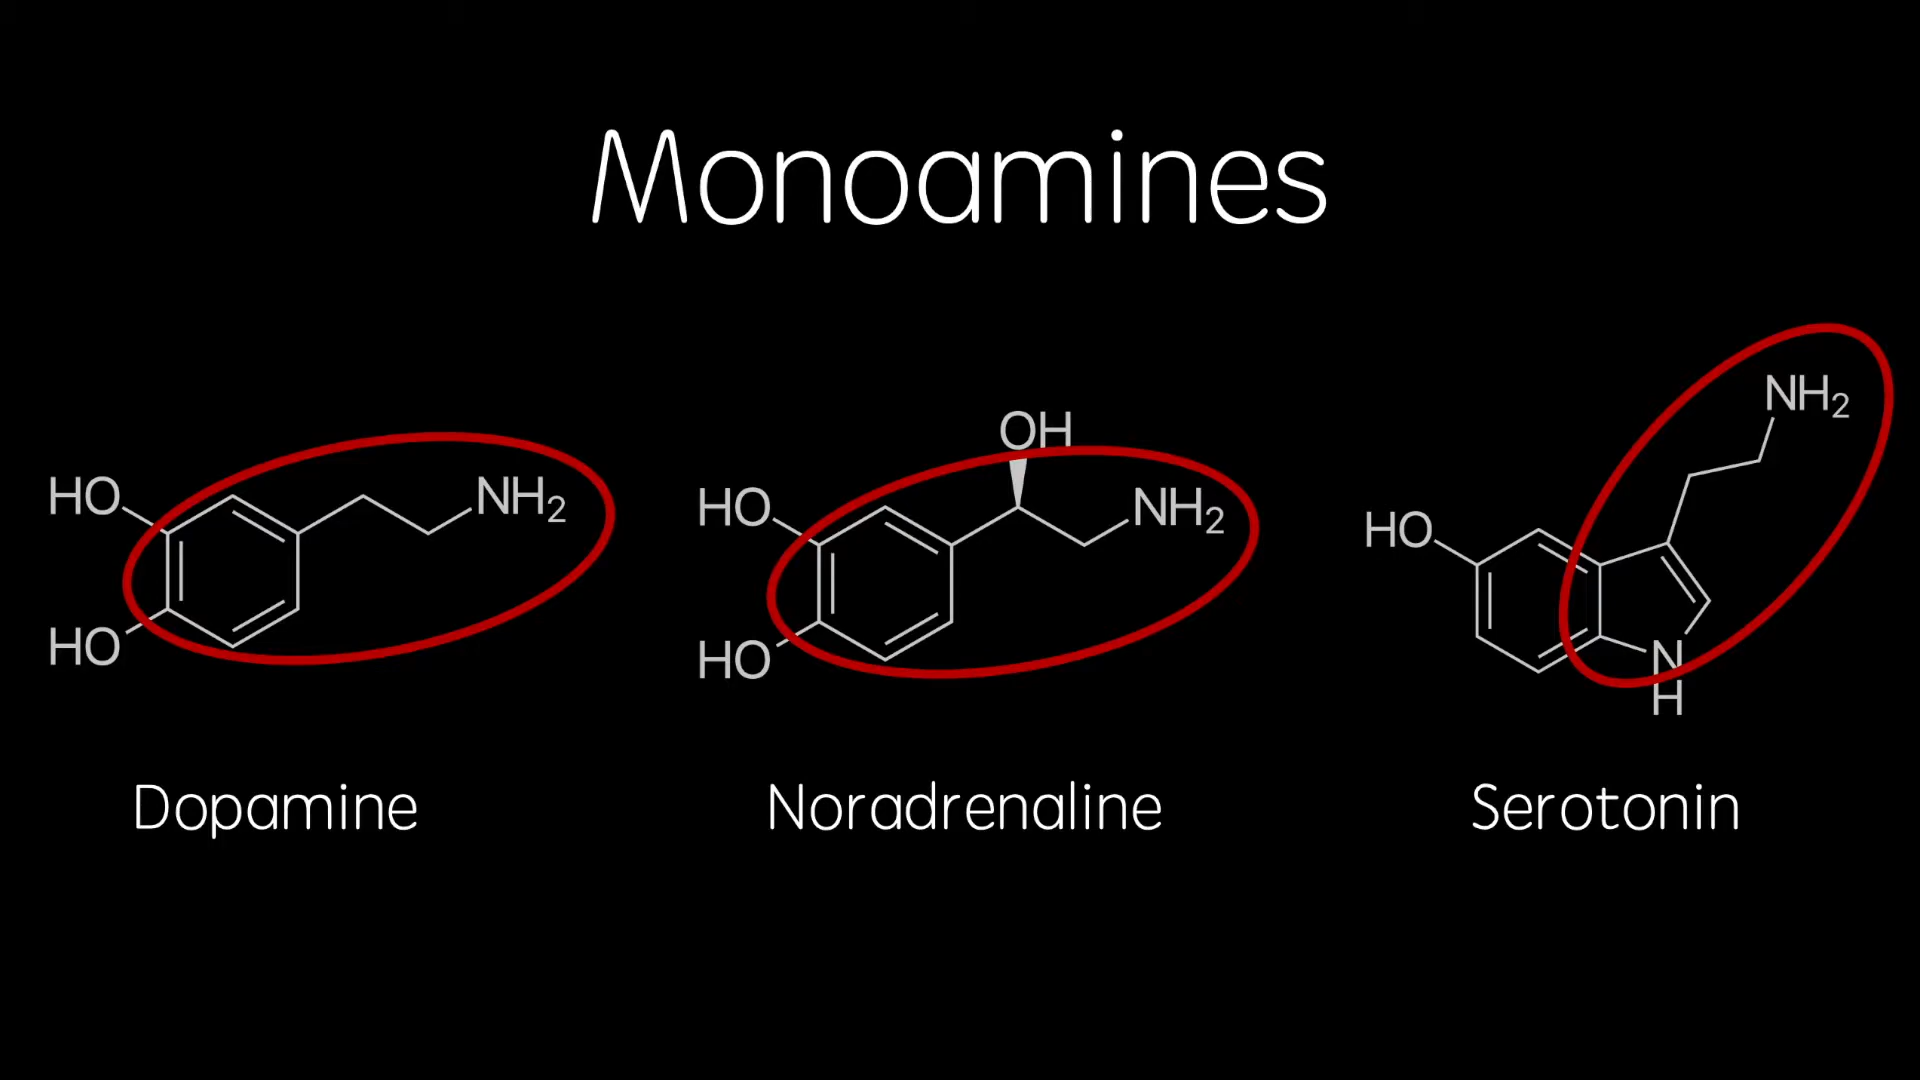 Monoamines
HO
HO
NH2
Dopamine
HO
HO
OH
NH2
Noradrenaline
HO
NH2
N
H
Serotonin